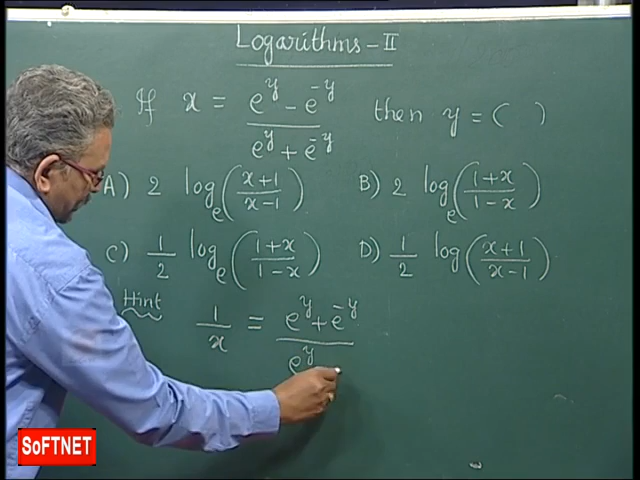 Logarithms - II
If x = (e^y - e^-y) / (e^y + e^-y) then y = ( )
A) 2 log_e((x+1)/(x-1)) B) 2 log_e((1+x)/(1-x))
C) 1/2 log_e((1+x)/(1-x)) D) 1/2 log((x+1)/(x-1))
Hint 1/x = (e^y + e^-y) / e^y
SoFTNET